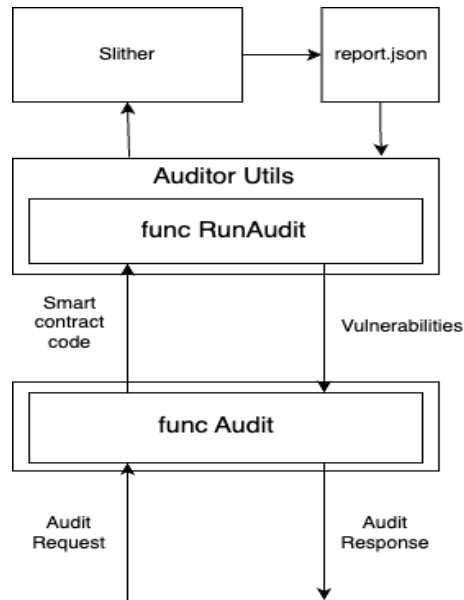 Slither
report.json
Auditor Utils
func RunAudit
Smart
contract
code
Vulnerabilities
func Audit
Audit
Request
Audit
Response